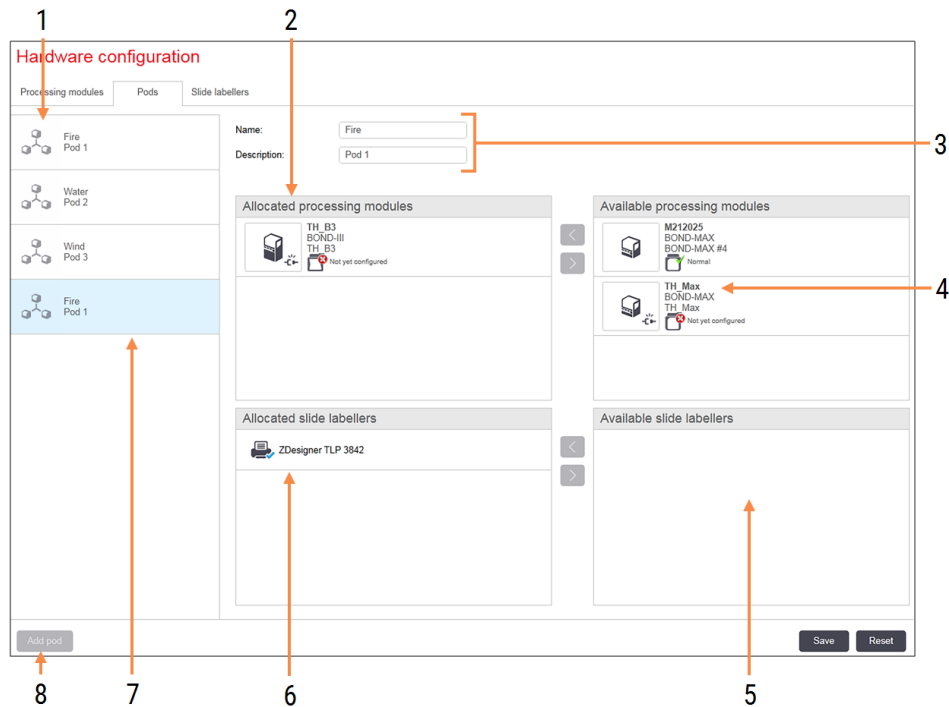 1
2
3
Hardware configuration
Processing modules
Pods
Slide labellers
Fire
Pod 1
Water
Pod 2
Wind
Pod 3
Fire
Pod 1
Name:
Fire
Description:
Pod 1
Allocated processing modules
TH_B3
BOND-III
TH_B3
Not yet configured
<
>
Available processing modules
M212025
BOND-MAX
BOND-MAX #4
Normal
TH_Max
BOND-MAX
TH_Max
Not yet configured
4
Allocated slide labellers
ZDesigner TLP 3842
<
>
Available slide labellers
Add pod
Save
Reset
8
7
6
5